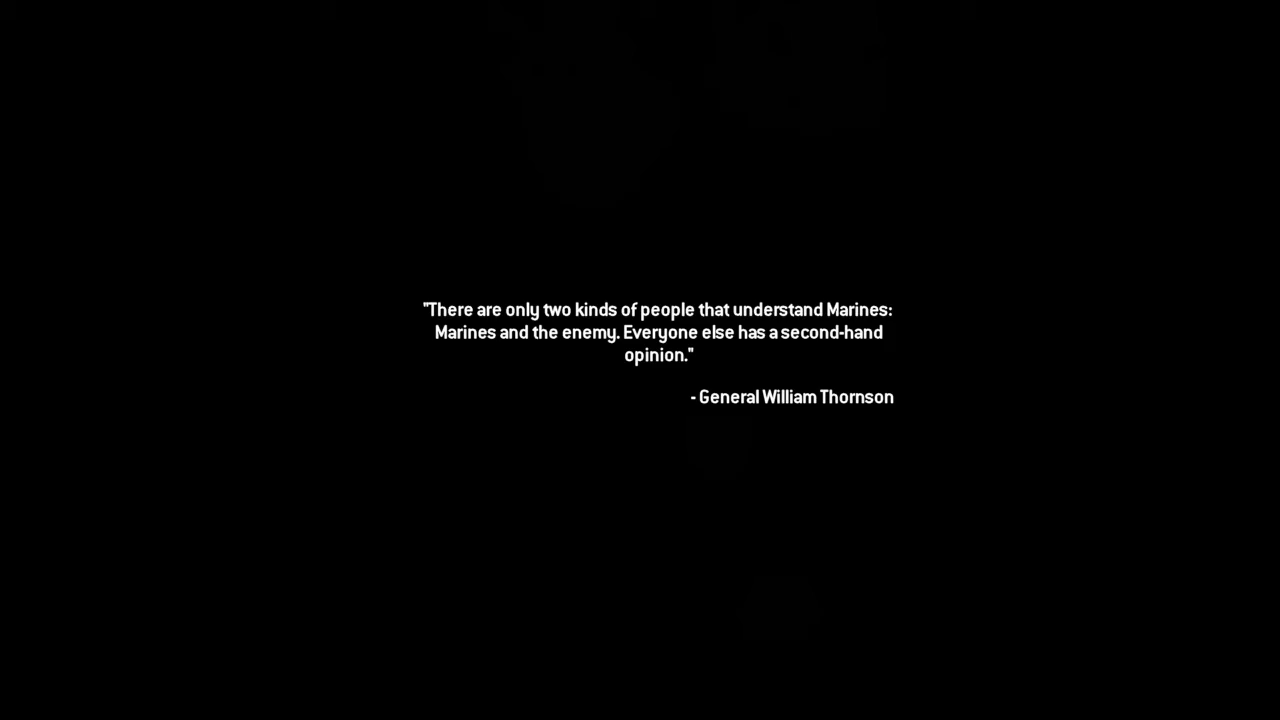 "There are only two kinds of people that understand Marines:
Marines and the enemy. Everyone else has a second-hand
opinion."
- General William Thornson